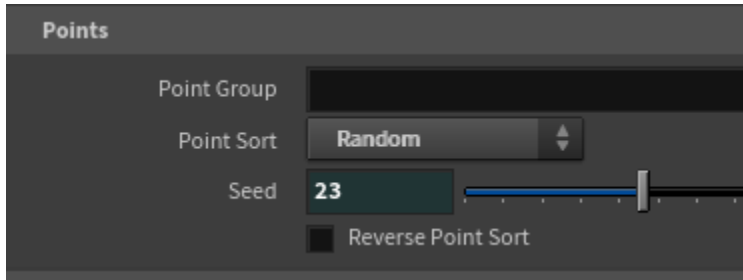 Points
Point Group
Point Sort Random
Seed 23
Reverse Point Sort